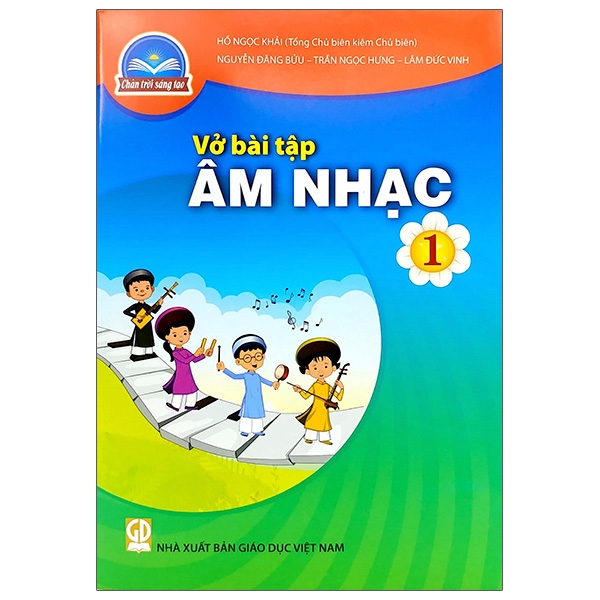 HỒ NGỌC KHẢI (Tổng Chủ biên kiêm Chủ biên)
NGUYỄN ĐĂNG BỬU – TRẦN NGỌC HƯNG – LÂM ĐỨC VINH
Chân trời sáng tạo
Vở bài tập
ÂM NHẠC
1
GD
NHÀ XUẤT BẢN GIÁO DỤC VIỆT NAM